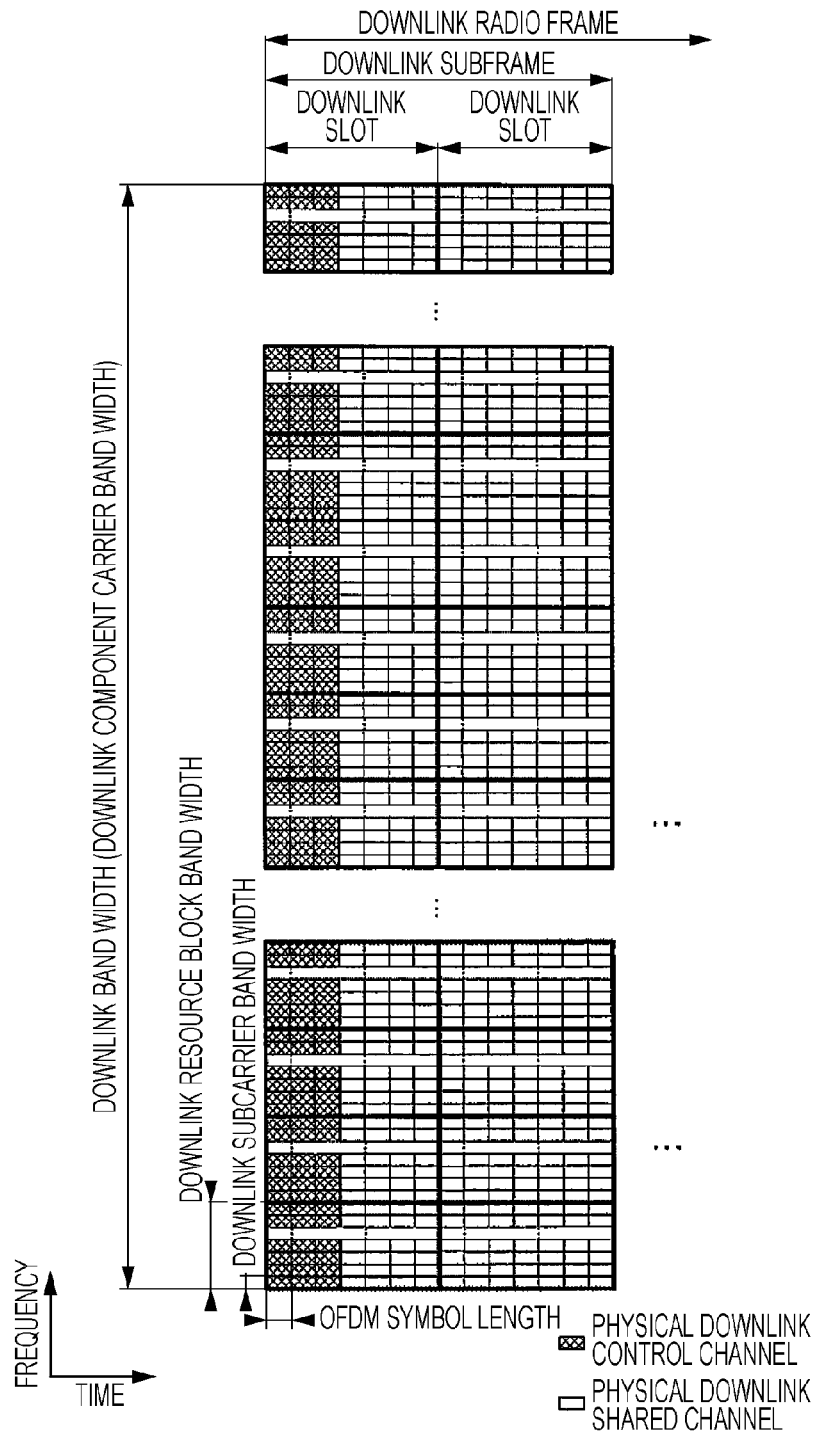 DOWNLINK RADIO FRAME
DOWNLINK SUBFRAME
DOWNLINK
SLOT
DOWNLINK
SLOT
DOWNLINK BAND WIDTH (DOWNLINK COMPONENT CARRIER BAND WIDTH)
DOWNLINK RESOURCE BLOCK BAND WIDTH
DOWNLINK SUBCARRIER BAND WIDTH
OFDM SYMBOL LENGTH
FREQUENCY
TIME
PHYSICAL DOWNLINK
CONTROL CHANNEL
PHYSICAL DOWNLINK
SHARED CHANNEL